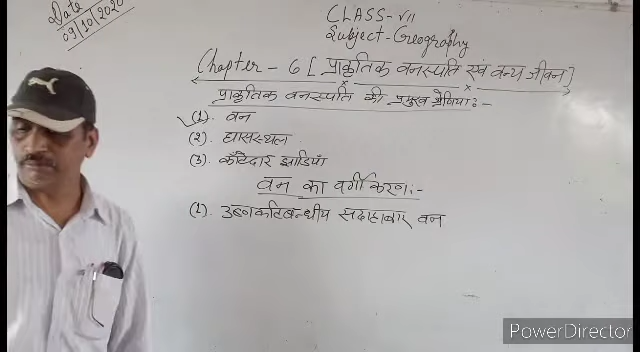 Date
09/10/2020
CLASS-VII
Subject-Geography
Chapter - 6 [प्राकृतिक वनस्पति एवं वन्य जीवन]
प्राकृतिक वनस्पति की प्रमुख श्रेणियाँ:-
(1). वन
(2). घासस्थल
(3). काँटेदार झाडियाँ
वन का वर्गीकरण:-
(1). उष्णकटिबन्धीय सदाबहार वन
PowerDirector